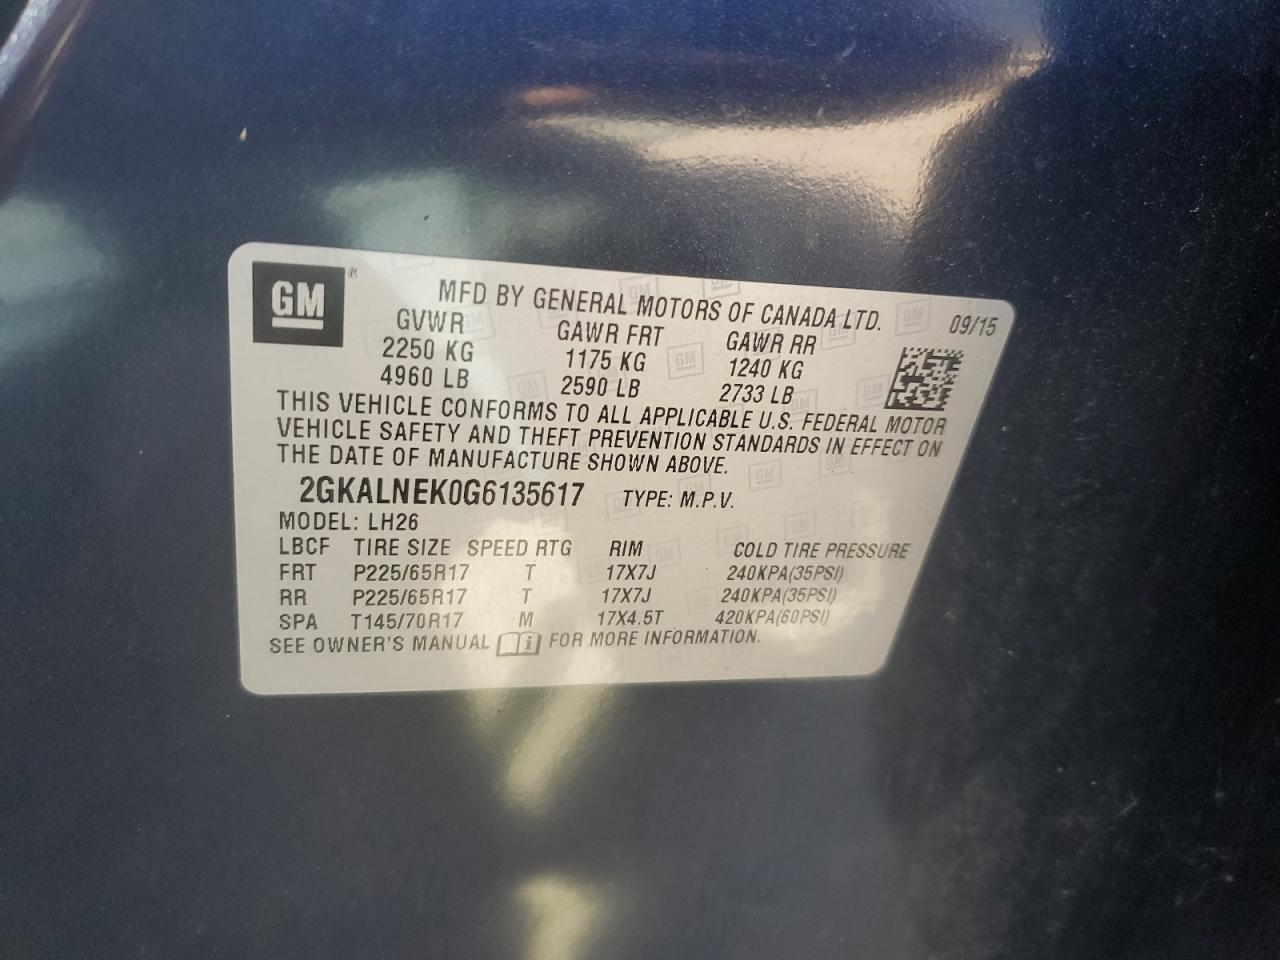 GM ®
MFD BY GENERAL MOTORS OF CANADA LTD.
09/15
GVWR GAWR FRT GAWR RR
2250 KG 1175 KG 1240 KG
4960 LB 2590 LB 2733 LB
THIS VEHICLE CONFORMS TO ALL APPLICABLE U.S. FEDERAL MOTOR
VEHICLE SAFETY AND THEFT PREVENTION STANDARDS IN EFFECT ON
THE DATE OF MANUFACTURE SHOWN ABOVE.
2GKALNEK0G6135617 TYPE: M.P.V.
MODEL: LH26
LBCF TIRE SIZE SPEED RTG RIM COLD TIRE PRESSURE
FRT P225/65R17 T 17X7J 240KPA(35PSI)
RR P225/65R17 T 17X7J 240KPA(35PSI)
SPA T145/70R17 M 17X4.5T 420KPA(60PSI)
SEE OWNER'S MANUAL i FOR MORE INFORMATION.